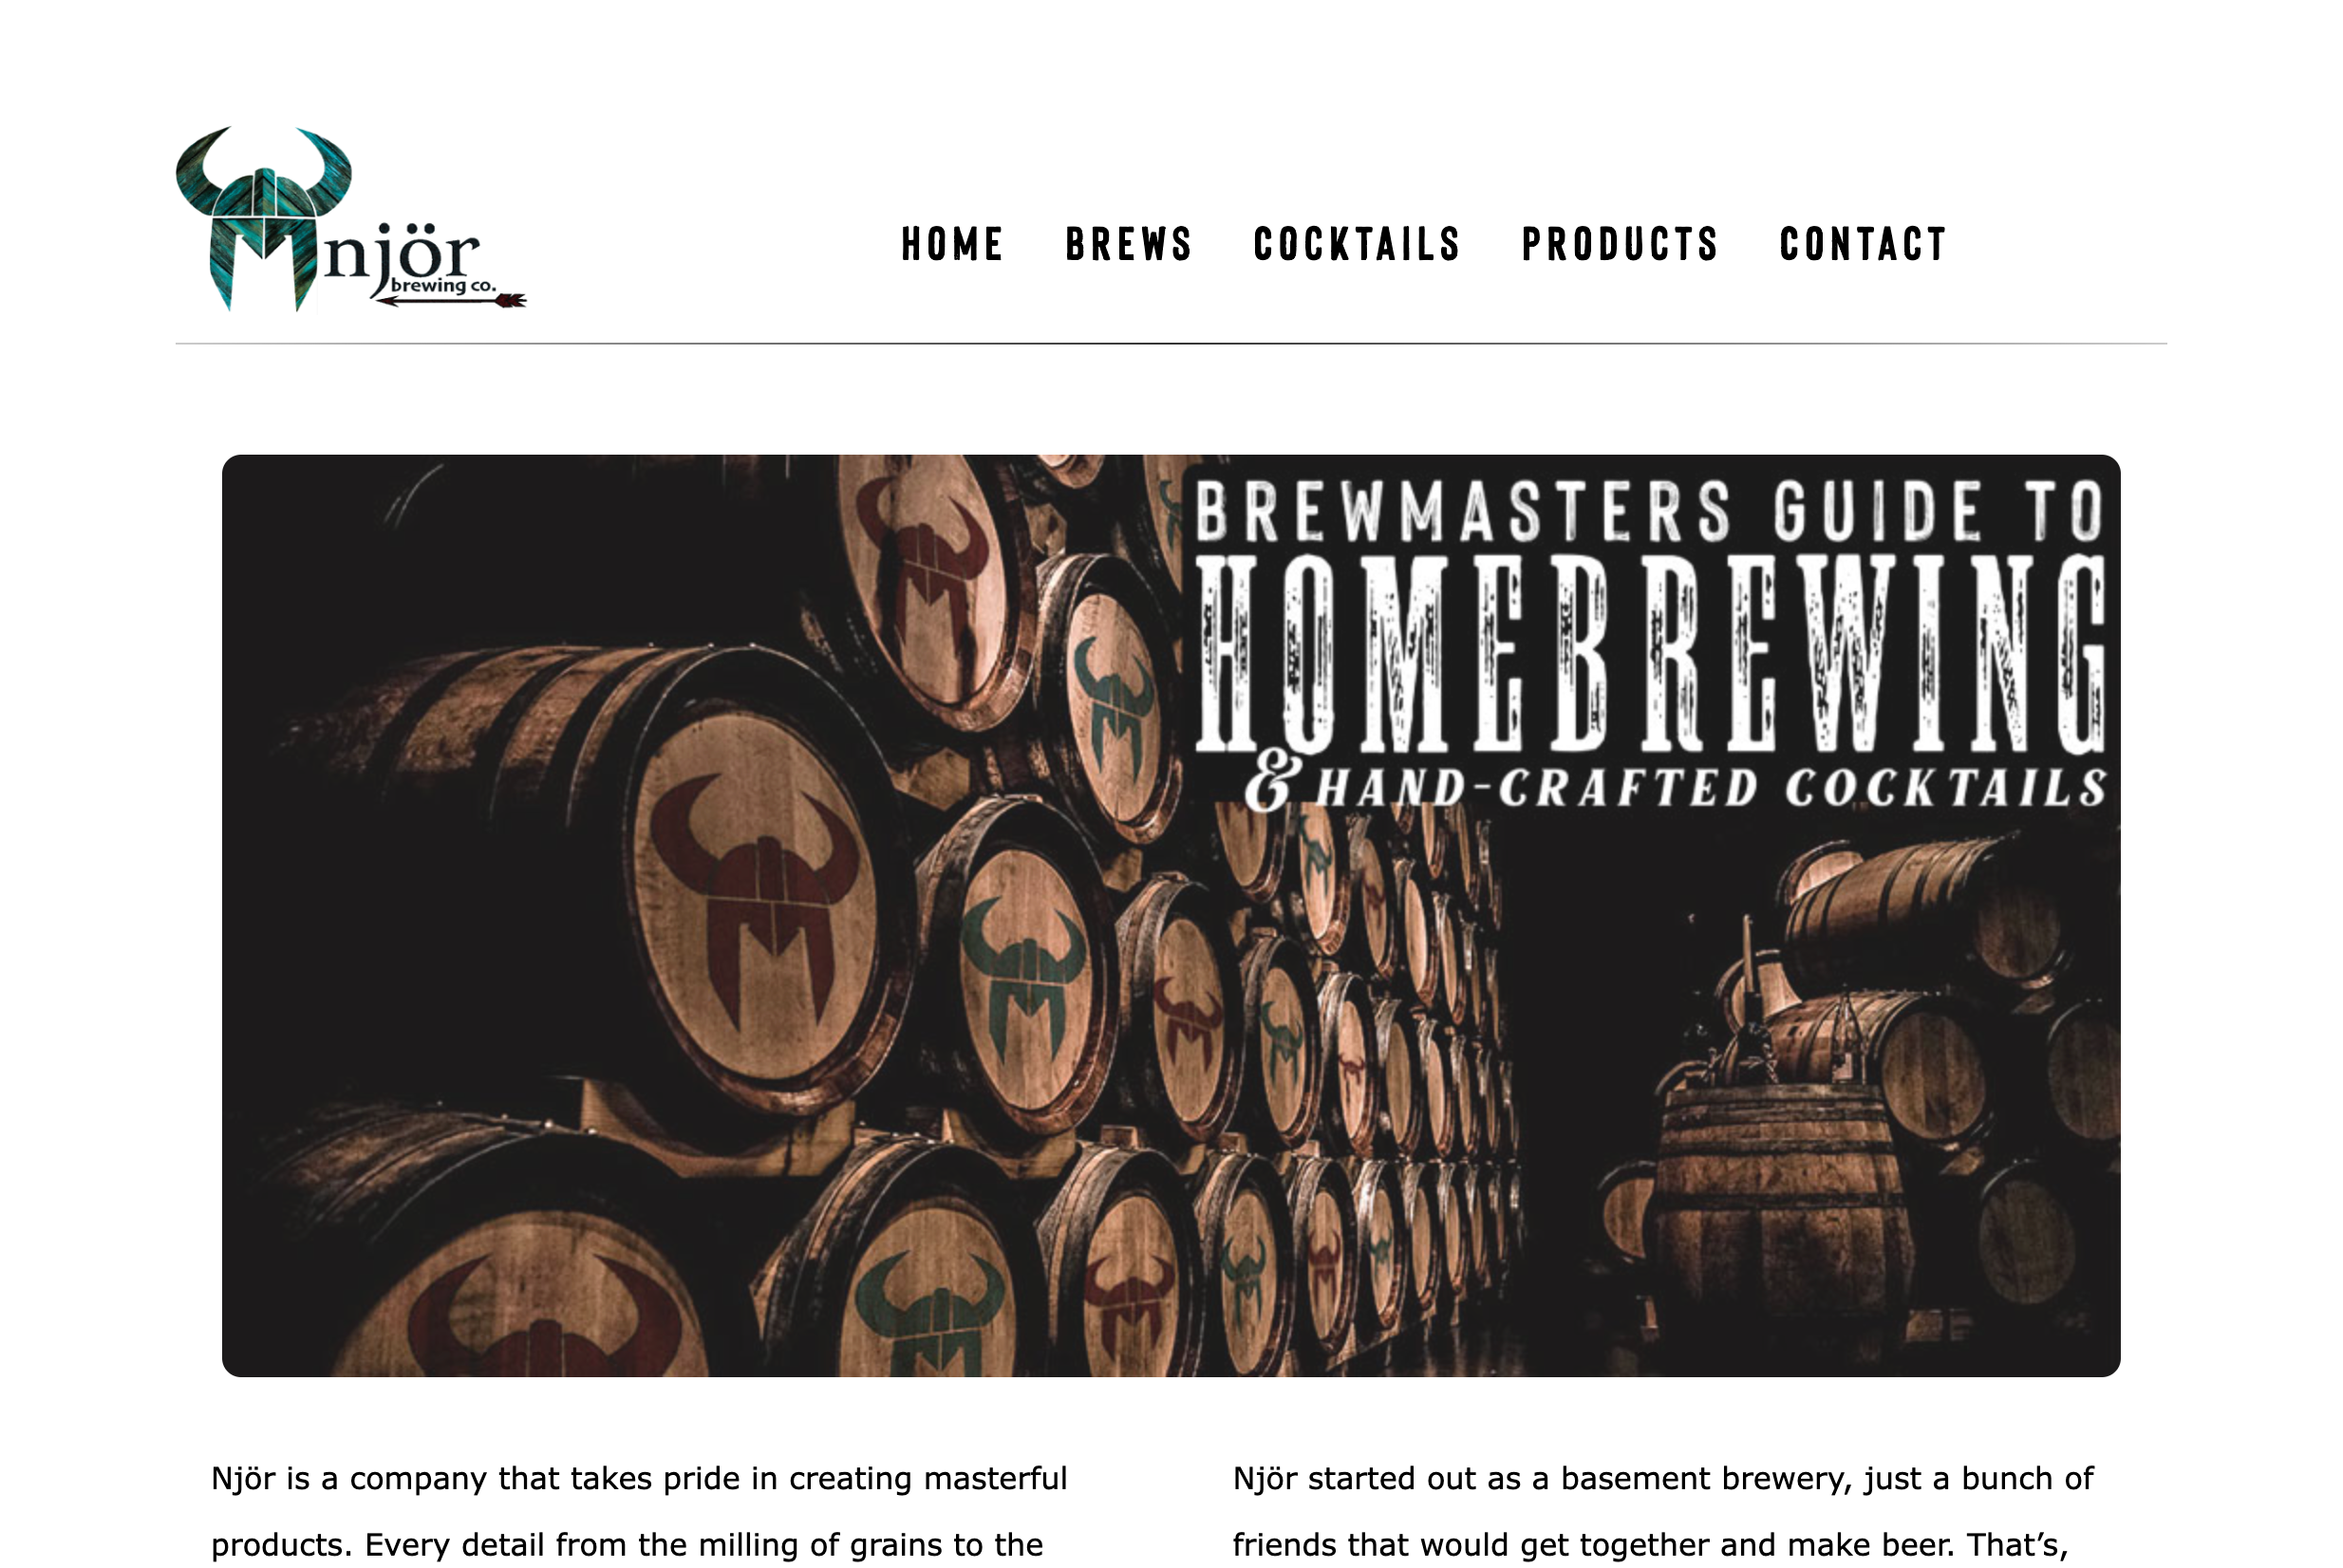 njör
brewing co.
HOME BREWS COCKTAILS PRODUCTS CONTACT
BREWMASTERS GUIDE TO
HOMEBREWING
& HAND-CRAFTED COCKTAILS
Njör is a company that takes pride in creating masterful
products. Every detail from the milling of grains to the
Njör started out as a basement brewery, just a bunch of
friends that would get together and make beer. That’s,